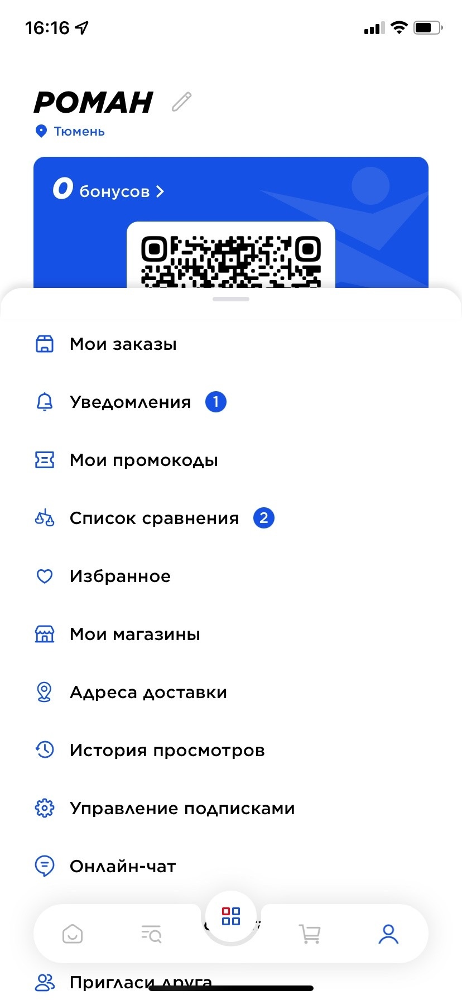 16:16
РОМАН
Тюмень
0 бонусов
Мои заказы
Уведомления 1
Мои промокоды
Список сравнения 2
Избранное
Мои магазины
Адреса доставки
История просмотров
Управление подписками
Онлайн-чат
Пригласи друга